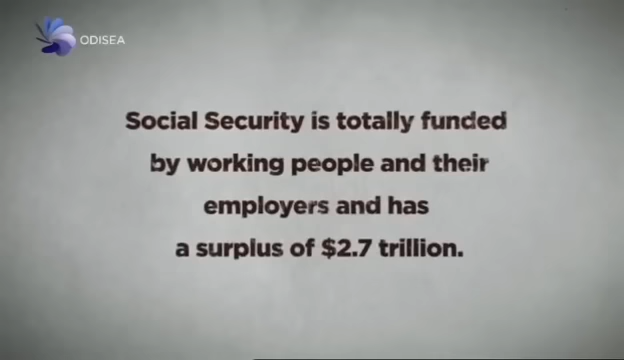 ODISEA
Social Security is totally funded
by working people and their
employers and has
a surplus of $2.7 trillion.